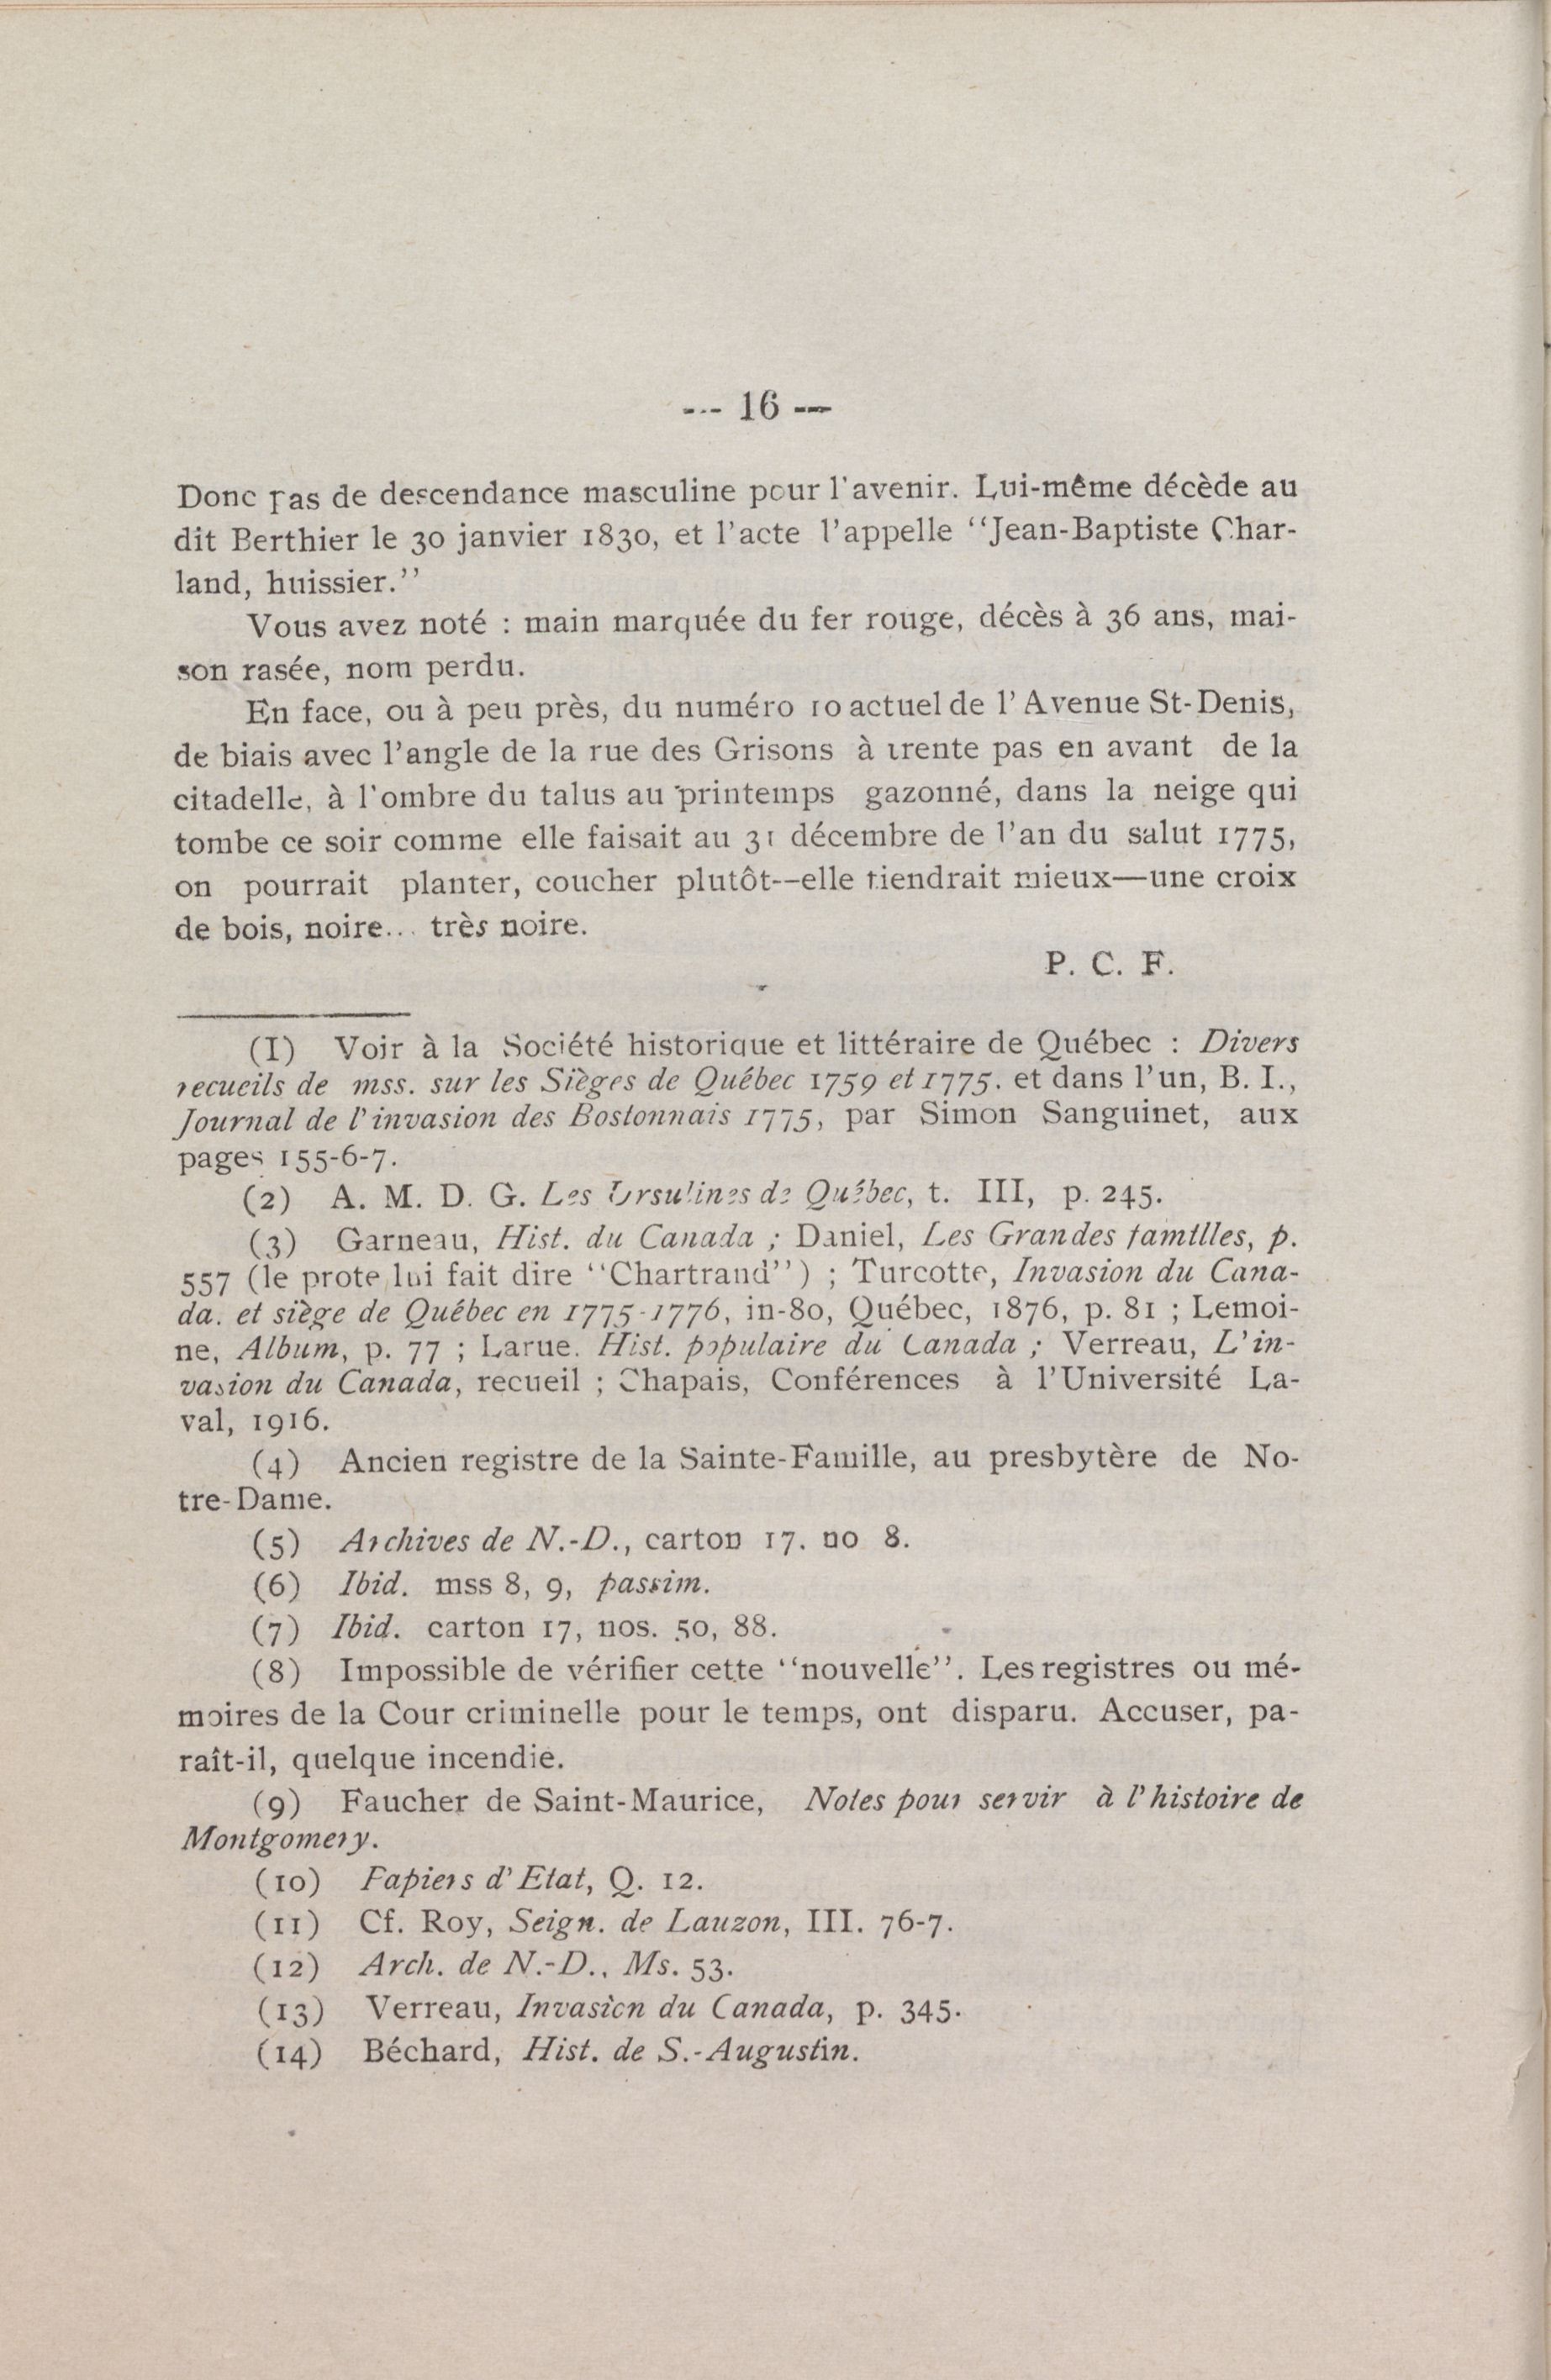 --- 16 —
Donc pas de descendance masculine pour l'avenir. Lui-même décède au
dit Berthier le 30 janvier 1830, et l'acte l'appelle "Jean-Baptiste Char-
land, huissier."
Vous avez noté : main marquée du fer rouge, décès à 36 ans, mai-
son rasée, nom perdu.
En face, ou à peu près, du numéro 10 actuel de l'Avenue St-Denis,
de biais avec l'angle de la rue des Grisons à trente pas en avant de la
citadelle, à l'ombre du talus au printemps gazonné, dans la neige qui
tombe ce soir comme elle faisait au 31 décembre de l'an du salut 1775,
on pourrait planter, coucher plutôt--elle tiendrait mieux—une croix
de bois, noire... très noire.
P. C. F.
(I) Voir à la Société historique et littéraire de Québec : Divers
recueils de mss. sur les Sièges de Québec 1759 et 1775. et dans l'un, B. I.,
Journal de l'invasion des Bostonnais 1775, par Simon Sanguinet, aux
pages 155-6-7.
(2) A. M. D. G. Les Ursulines de Québec, t. III, p. 245.
(3) Garneau, Hist. du Canada ; Daniel, Les Grandes familles, p.
557 (le prote lui fait dire "Chartrand") ; Turcotte, Invasion du Cana-
da. et siège de Québec en 1775-1776, in-80, Québec, 1876, p. 81 ; Lemoi-
ne, Album, p. 77 ; Larue. Hist. populaire du Canada ; Verreau, L'in-
vasion du Canada, recueil ; Chapais, Conférences à l'Université La-
val, 1916.
(4) Ancien registre de la Sainte-Famille, au presbytère de No-
tre-Dame.
(5) Archives de N.-D., carton 17. no 8.
(6) Ibid. mss 8, 9, passim.
(7) Ibid. carton 17, nos. 50, 88.
(8) Impossible de vérifier cette "nouvelle". Les registres ou mé-
moires de la Cour criminelle pour le temps, ont disparu. Accuser, pa-
raît-il, quelque incendie.
(9) Faucher de Saint-Maurice, Notes pour servir à l'histoire de
Montgomery.
(10) Papiers d'Etat, Q. 12.
(11) Cf. Roy, Seign. de Lauzon, III. 76-7.
(12) Arch. de N.-D., Ms. 53.
(13) Verreau, Invasion du Canada, p. 345.
(14) Béchard, Hist. de S.-Augustin.